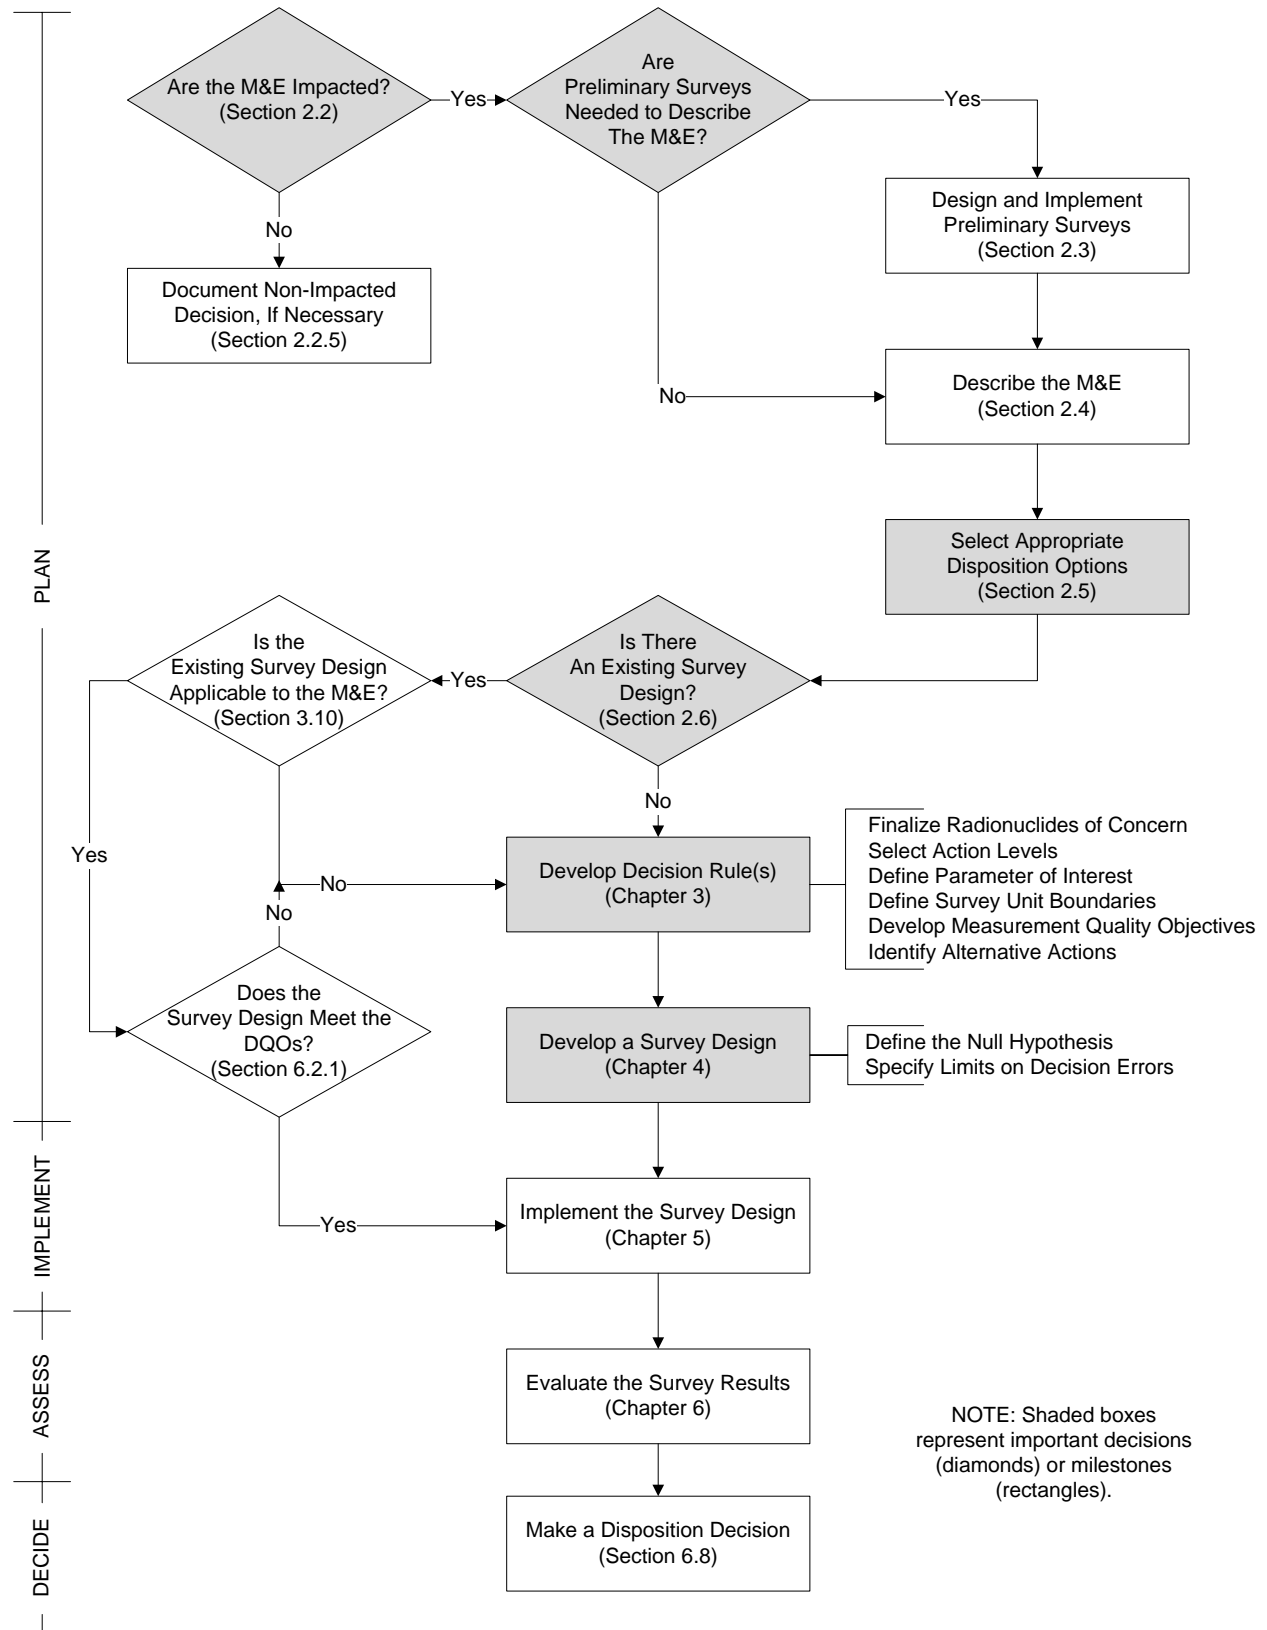 Are the M&E Impacted?
(Section 2.2)
Yes
Are
Preliminary Surveys
Needed to Describe
The M&E?
Yes
No
Document Non-Impacted
Decision, If Necessary
(Section 2.2.5)
Design and Implement
Preliminary Surveys
(Section 2.3)
No
Describe the M&E
(Section 2.4)
Select Appropriate
Disposition Options
(Section 2.5)
PLAN
Is the
Existing Survey Design
Applicable to the M&E?
(Section 3.10)
Yes
Is There
An Existing Survey
Design?
(Section 2.6)
No
Yes
No
No
Develop Decision Rule(s)
(Chapter 3)
Finalize Radionuclides of Concern
Select Action Levels
Define Parameter of Interest
Define Survey Unit Boundaries
Develop Measurement Quality Objectives
Identify Alternative Actions
Does the
Survey Design Meet the
DQOs?
(Section 6.2.1)
Develop a Survey Design
(Chapter 4)
Define the Null Hypothesis
Specify Limits on Decision Errors
IMPLEMENT
Yes
Implement the Survey Design
(Chapter 5)
ASSESS
Evaluate the Survey Results
(Chapter 6)
NOTE: Shaded boxes
represent important decisions
(diamonds) or milestones
(rectangles).
DECIDE
Make a Disposition Decision
(Section 6.8)